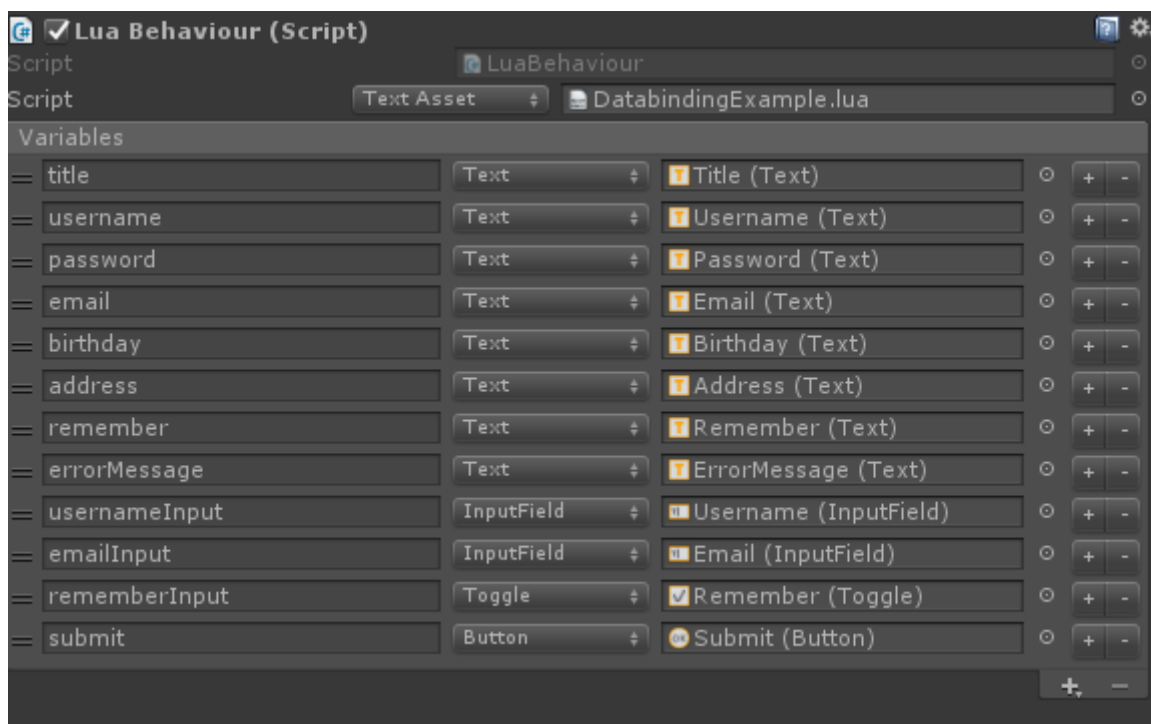 Lua Behaviour (Script)
Script LuaBehaviour
Script Text Asset DatabindingExample.lua
Variables
title Text Title (Text) + -
username Text Username (Text) + -
password Text Password (Text) + -
email Text Email (Text) + -
birthday Text Birthday (Text) + -
address Text Address (Text) + -
remember Text Remember (Text) + -
errorMessage Text ErrorMessage (Text) + -
usernameInput InputField Username (InputField) + -
emailInput InputField Email (InputField) + -
rememberInput Toggle Remember (Toggle) + -
submit Button Submit (Button) + -
+ -